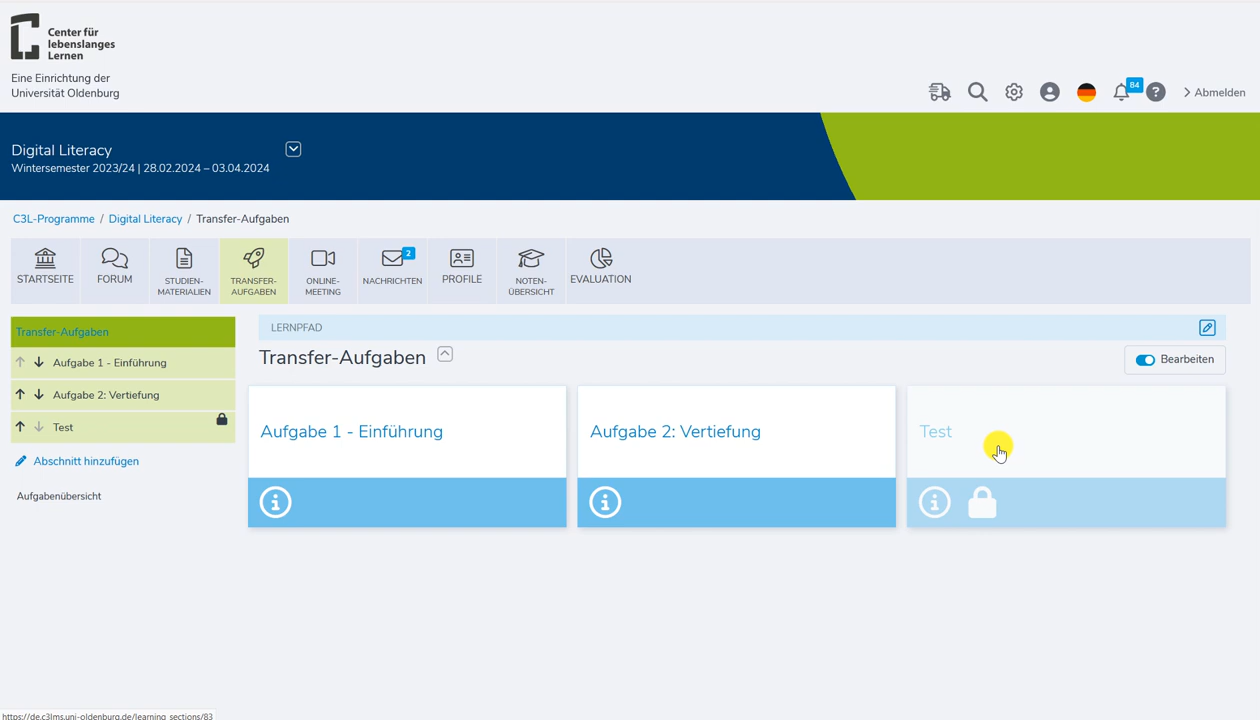 Center für
lebenslanges
Lernen
Eine Einrichtung der
Universität Oldenburg
84
Abmelden
Digital Literacy
Wintersemester 2023/24 | 28.02.2024 – 03.04.2024
C3L-Programme / Digital Literacy / Transfer-Aufgaben
STARTSEITE
FORUM
STUDIEN-
MATERIALIEN
TRANSFER-
AUFGABEN
ONLINE-
MEETING
2
NACHRICHTEN
PROFILE
NOTEN-
ÜBERSICHT
EVALUATION
Transfer-Aufgaben
Aufgabe 1 - Einführung
Aufgabe 2: Vertiefung
Test
Abschnitt hinzufügen
Aufgabenübersicht
LERNPFAD
Transfer-Aufgaben
Bearbeiten
Aufgabe 1 - Einführung
Aufgabe 2: Vertiefung
Test
https://de.c3lms.uni-oldenburg.de/learning_sections/83